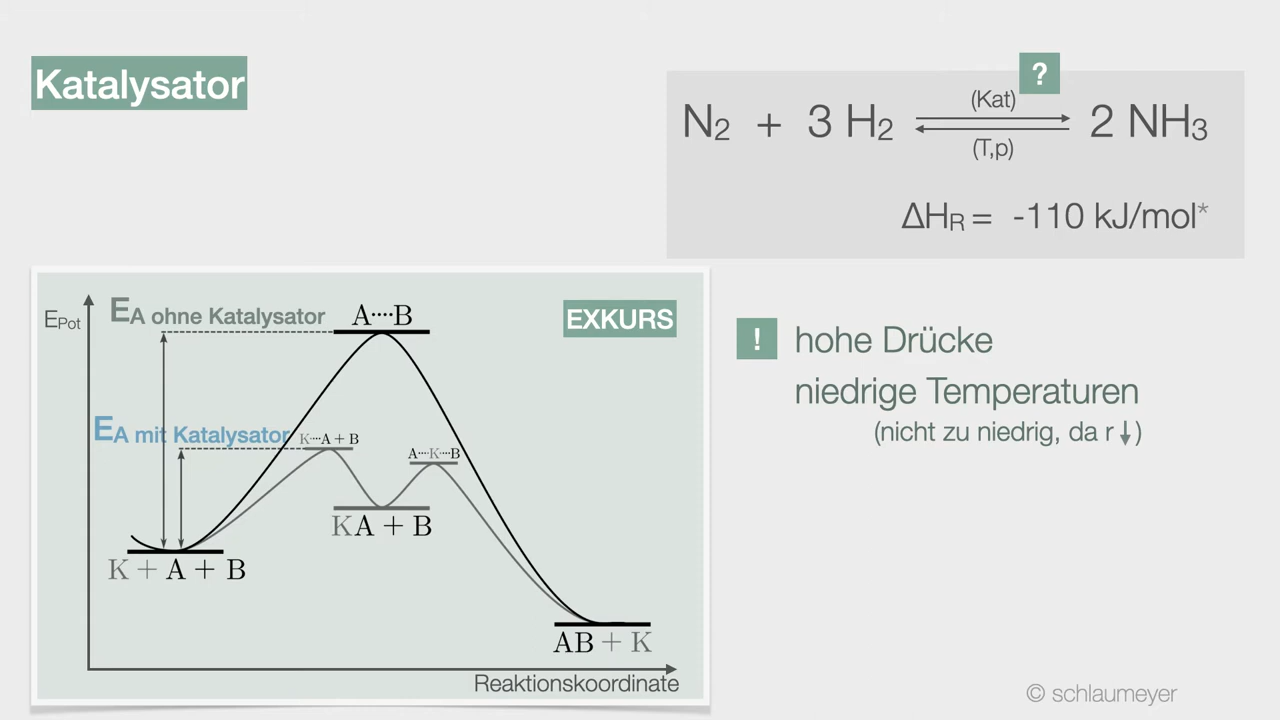 Katalysator
?
(Kat)
N₂ + 3 H₂ ⇌ 2 NH₃
(T,p)
ΔHR = -110 kJ/mol*
EPot
EA ohne Katalysator
A····B
EXKURS
EA mit Katalysator
K····A + B
A····K····B
KA + B
K + A + B
AB + K
Reaktionskoordinate
! hohe Drücke
niedrige Temperaturen
(nicht zu niedrig, da r↓)
© schlaumeyer